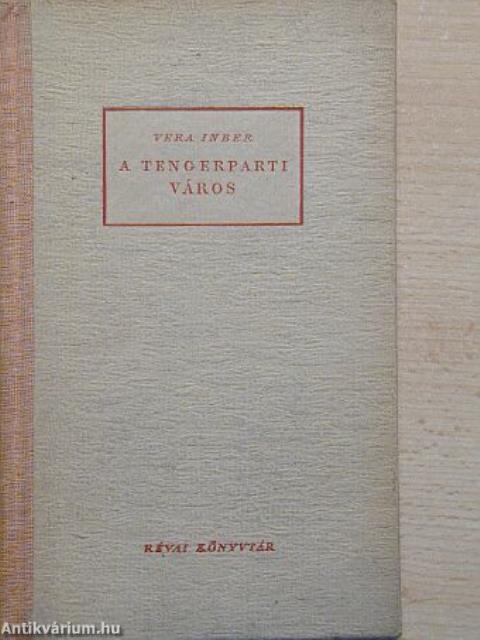 VERA INBER
A TENGERPARTI
VÁROS
RÉVAI KÖNYVTÁR
Antikvárium.hu